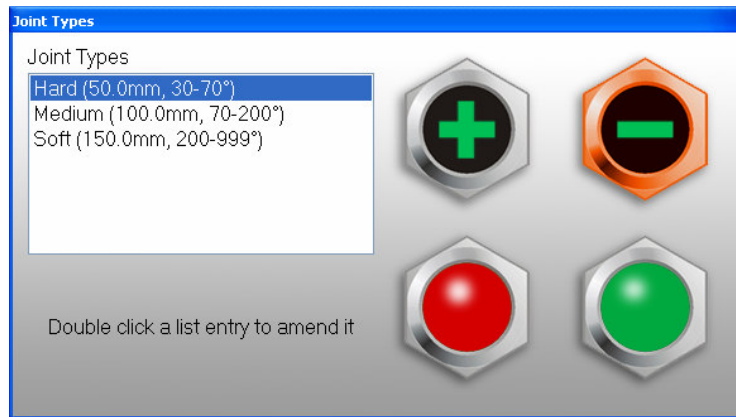 Joint Types
Joint Types
Hard (50.0mm, 30-70°)
Medium (100.0mm, 70-200°)
Soft (150.0mm, 200-999°)
Double click a list entry to amend it